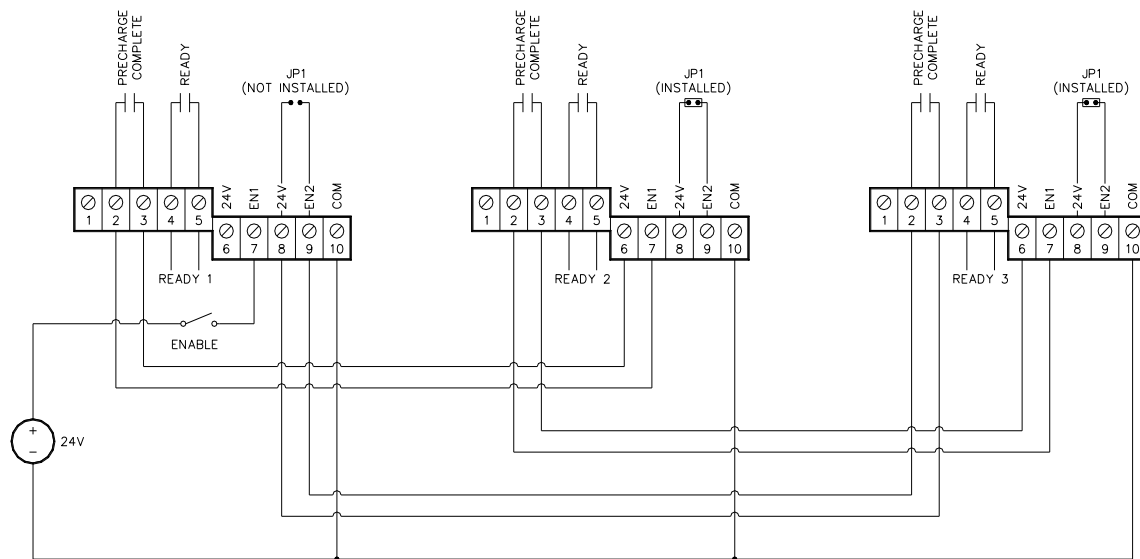 PRECHARGE
COMPLETE
READY
JP1
(NOT INSTALLED)
24V
EN1
24V
EN2
COM
1 2 3 4 5
6 7 8 9 10
READY 1
ENABLE
PRECHARGE
COMPLETE
READY
JP1
(INSTALLED)
24V
EN1
24V
EN2
COM
1 2 3 4 5
6 7 8 9 10
READY 2
PRECHARGE
COMPLETE
READY
JP1
(INSTALLED)
24V
EN1
24V
EN2
COM
1 2 3 4 5
6 7 8 9 10
READY 3
+
24V
−